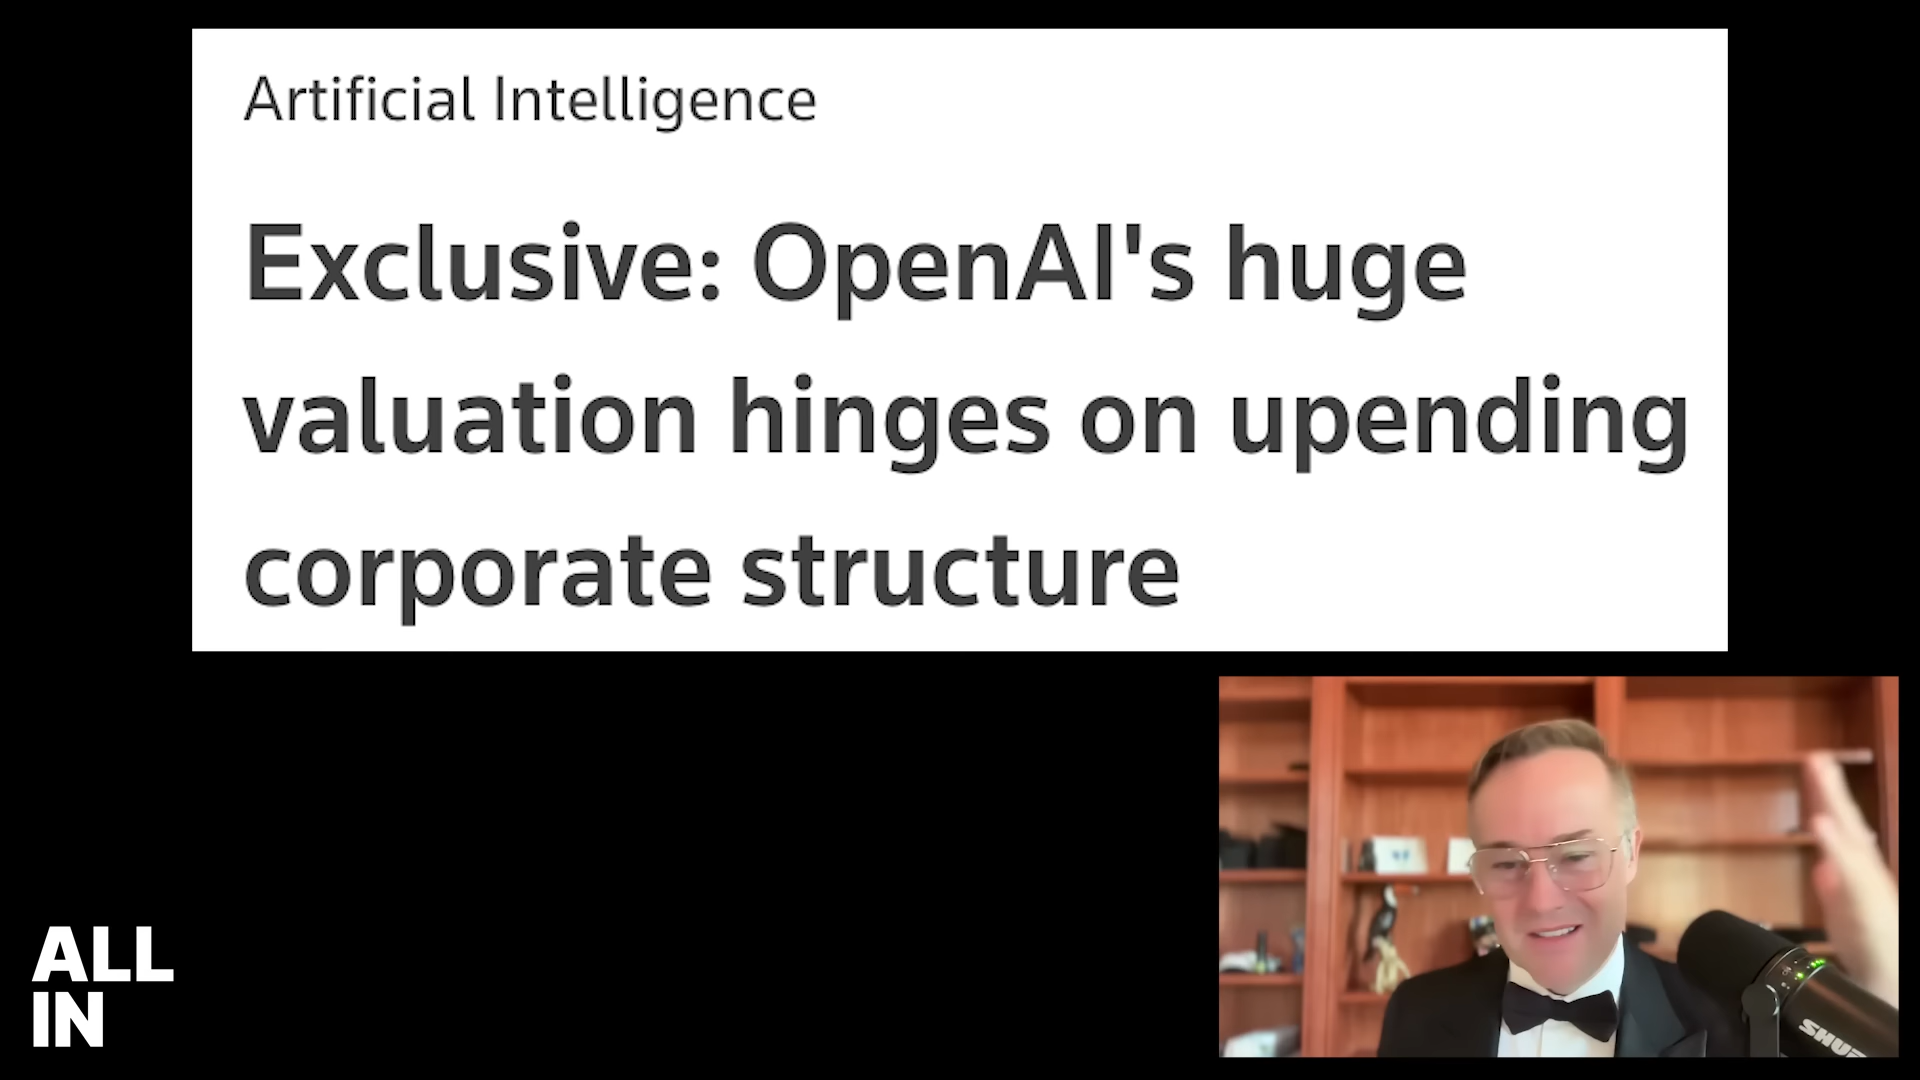 Artificial Intelligence
Exclusive: OpenAI's huge
valuation hinges on upending
corporate structure
ALL
IN